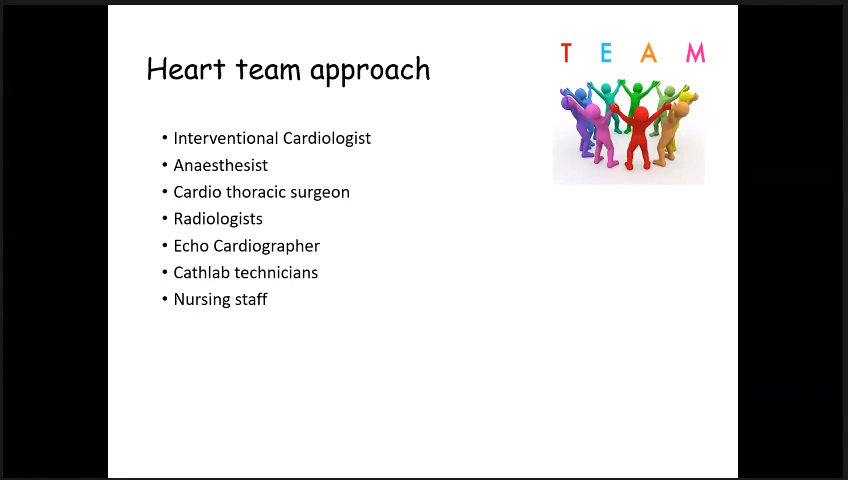 Heart team approach
T E A M
• Interventional Cardiologist
• Anaesthesist
• Cardio thoracic surgeon
• Radiologists
• Echo Cardiographer
• Cathlab technicians
• Nursing staff